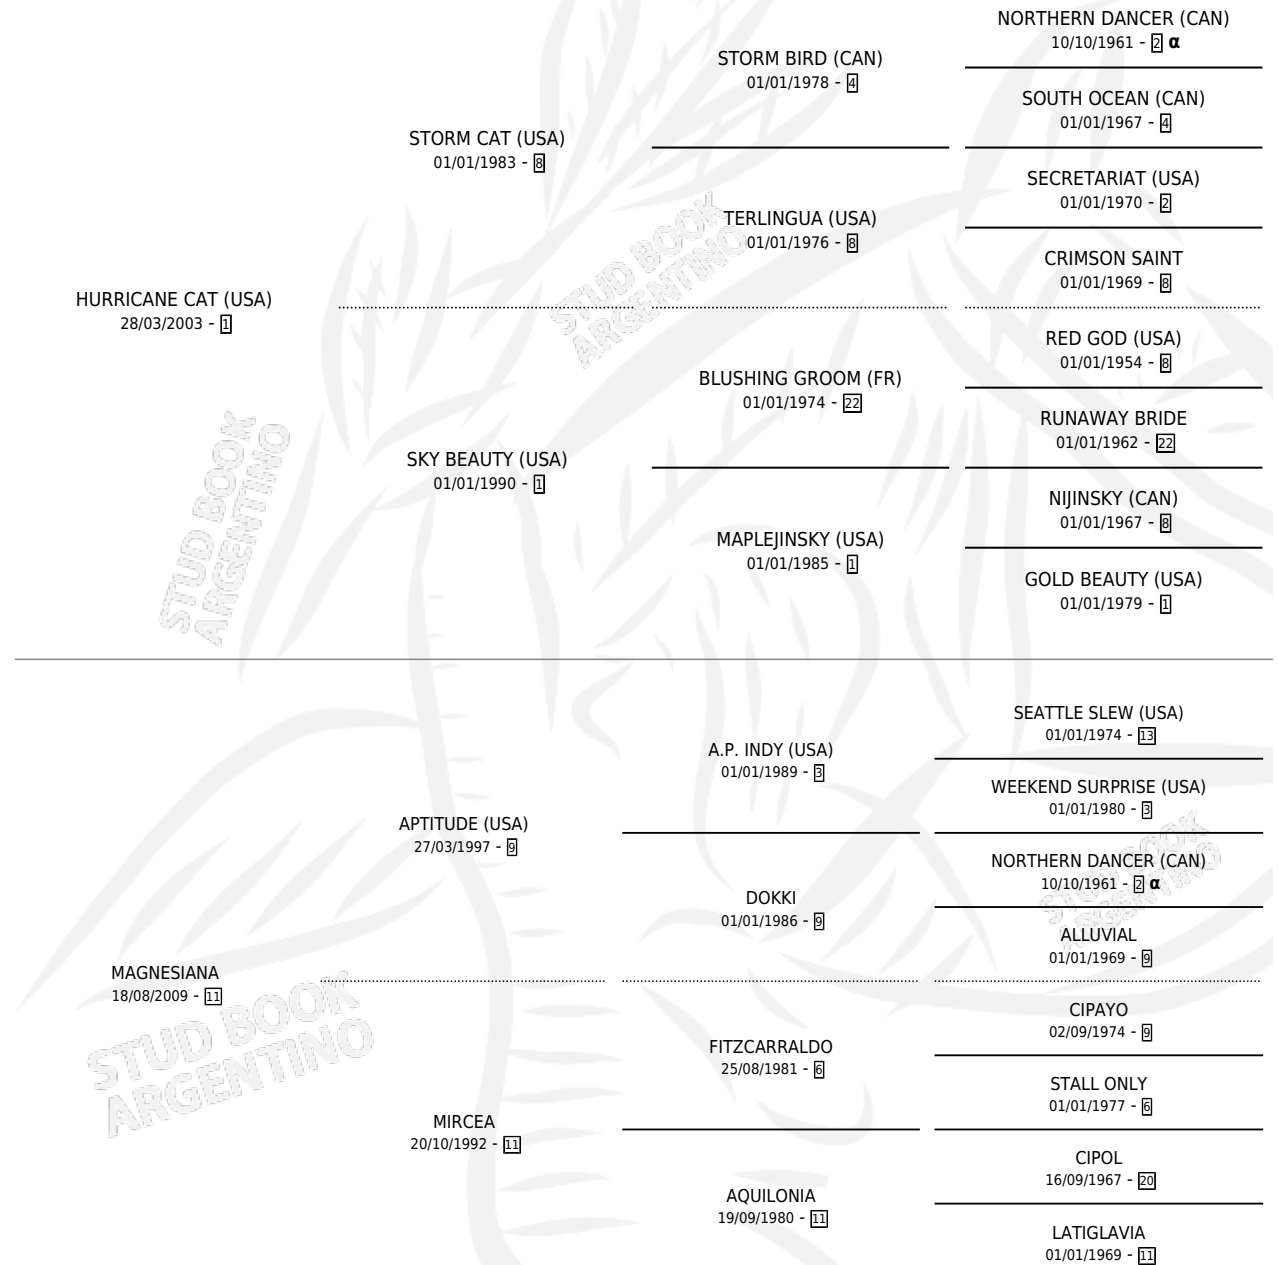 NORTHERN DANCER (CAN)
10/10/1961 - 2 α
STORM BIRD (CAN)
01/01/1978 - 4
SOUTH OCEAN (CAN)
01/01/1967 - 4
STORM CAT (USA)
01/01/1983 - 8
SECRETARIAT (USA)
01/01/1970 - 2
TERLINGUA (USA)
01/01/1976 - 8
CRIMSON SAINT
01/01/1969 - 8
STUD BOOK
ARGENTINO
HURRICANE CAT (USA)
28/03/2003 - 1
RED GOD (USA)
01/01/1954 - 8
BLUSHING GROOM (FR)
01/01/1974 - 22
RUNAWAY BRIDE
01/01/1962 - 22
SKY BEAUTY (USA)
01/01/1990 - 1
NIJINSKY (CAN)
01/01/1967 - 8
MAPLEJINSKY (USA)
01/01/1985 - 1
GOLD BEAUTY (USA)
01/01/1979 - 1
STUD BOOK
ARGENTINO
SEATTLE SLEW (USA)
01/01/1974 - 13
A.P. INDY (USA)
01/01/1989 - 3
WEEKEND SURPRISE (USA)
01/01/1980 - 3
APTITUDE (USA)
27/03/1997 - 9
NORTHERN DANCER (CAN)
10/10/1961 - 2 α
DOKKI
01/01/1986 - 9
ALLUVIAL
01/01/1969 - 9
STUD BOOK
ARGENTINO
MAGNESIANA
18/08/2009 - 11
CIPAYO
02/09/1974 - 9
FITZCARRALDO
25/08/1981 - 6
STALL ONLY
01/01/1977 - 6
STUD BOOK
ARGENTINO
MIRCEA
20/10/1992 - 11
CIPOL
16/09/1967 - 20
AQUILONIA
19/09/1980 - 11
LATIGLAVIA
01/01/1969 - 11